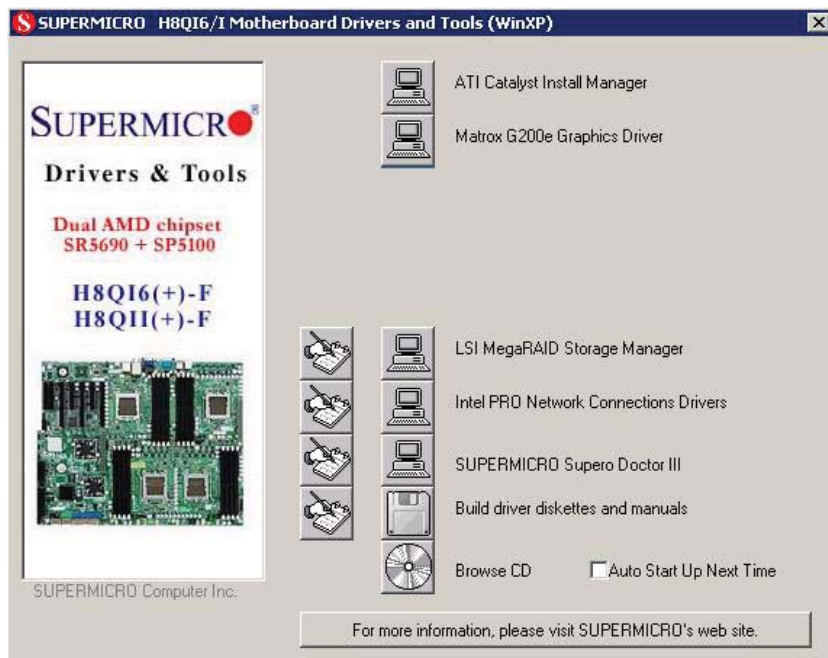 SUPERMICRO H8QI6/I Motherboard Drivers and Tools (WinXP)
SUPERMICRO®
Drivers & Tools
Dual AMD chipset
SR5690 + SP5100
H8QI6(+)-F
H8QII(+)-F
SUPERMICRO Computer Inc.
ATI Catalyst Install Manager
Matrox G200e Graphics Driver
LSI MegaRAID Storage Manager
Intel PRO Network Connections Drivers
SUPERMICRO Supero Doctor III
Build driver diskettes and manuals
Browse CD
Auto Start Up Next Time
For more information, please visit SUPERMICRO's web site.